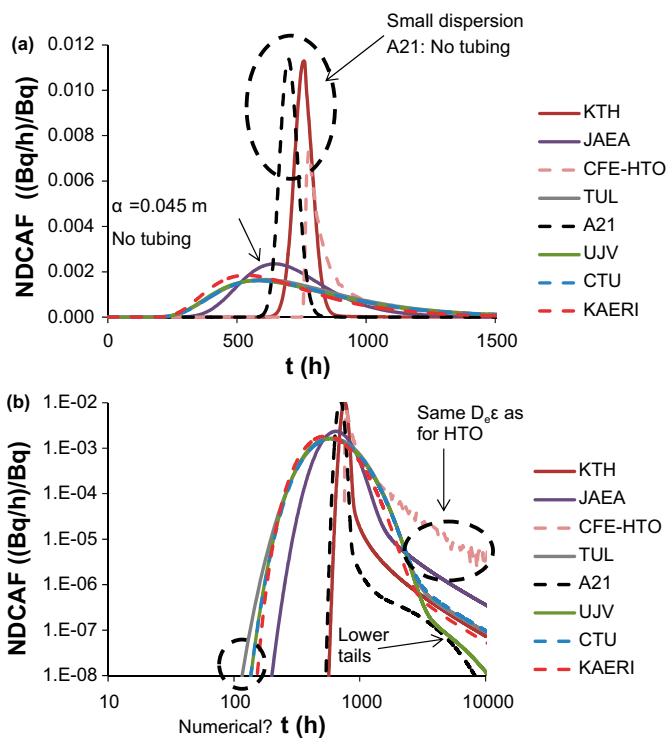 (a)
Small dispersion
A21: No tubing
0.012
0.010
0.008
0.006
0.004
0.002
0.000
NDCAF ((Bq/h)/Bq)
α =0.045 m
No tubing
0
500
1000
1500
t (h)
KTH
JAEA
CFE-HTO
TUL
A21
UJV
CTU
KAERI
(b)
1.E-02
1.E-03
1.E-04
1.E-05
1.E-06
1.E-07
1.E-08
NDCAF ((Bq/h)/Bq)
Same Dₑε as
for HTO
Lower
tails
10
100
1000
10000
Numerical?
t (h)
KTH
JAEA
CFE-HTO
TUL
A21
UJV
CTU
KAERI